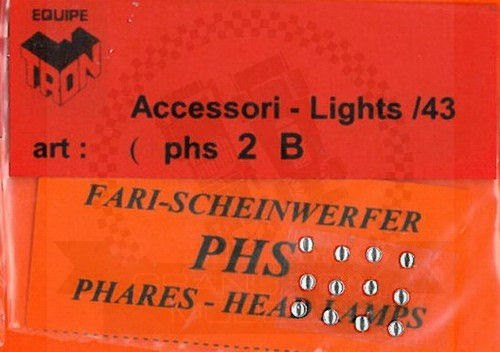 EQUIPE
TRON
Accessori - Lights /43
art : ( phs 2 B
FARI-SCHEINWERFER
PHS
PHARES - HEAD LAMPS